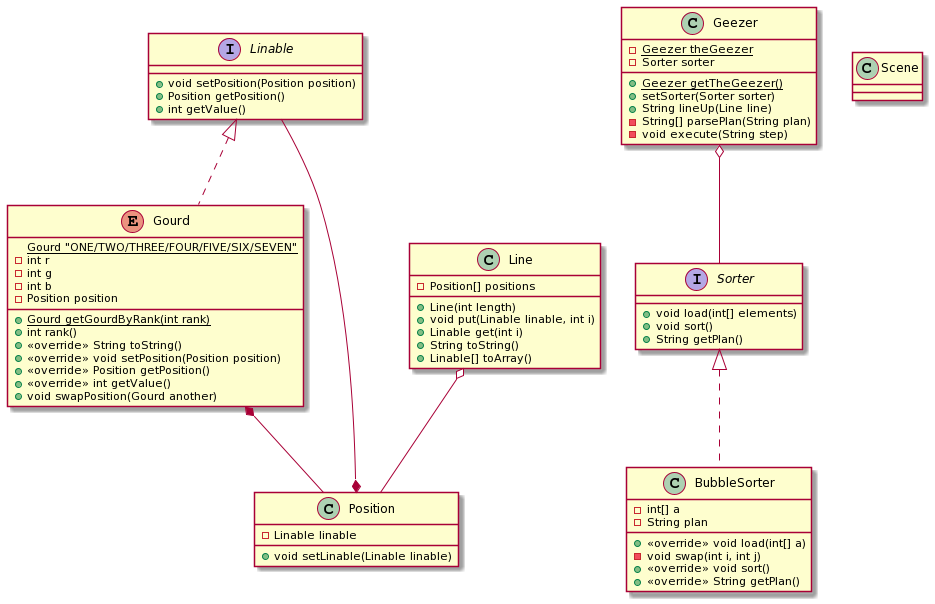 I Linable
void setPosition(Position position)
Position getPosition()
int getValue()
C Geezer
Geezer theGeezer
Sorter sorter
Geezer getTheGeezer()
setSorter(Sorter sorter)
String lineUp(Line line)
String[] parsePlan(String plan)
void execute(String step)
C Scene
E Gourd
Gourd "ONE/TWO/THREE/FOUR/FIVE/SIX/SEVEN"
int r
int g
int b
Position position
Gourd getGourdByRank(int rank)
int rank()
«override» String toString()
«override» void setPosition(Position position)
«override» Position getPosition()
«override» int getValue()
void swapPosition(Gourd another)
C Line
Position[] positions
Line(int length)
void put(Linable linable, int i)
Linable get(int i)
String toString()
Linable[] toArray()
I Sorter
void load(int[] elements)
void sort()
String getPlan()
C Position
Linable linable
void setLinable(Linable linable)
C BubbleSorter
int[] a
String plan
«override» void load(int[] a)
void swap(int i, int j)
«override» void sort()
«override» String getPlan()